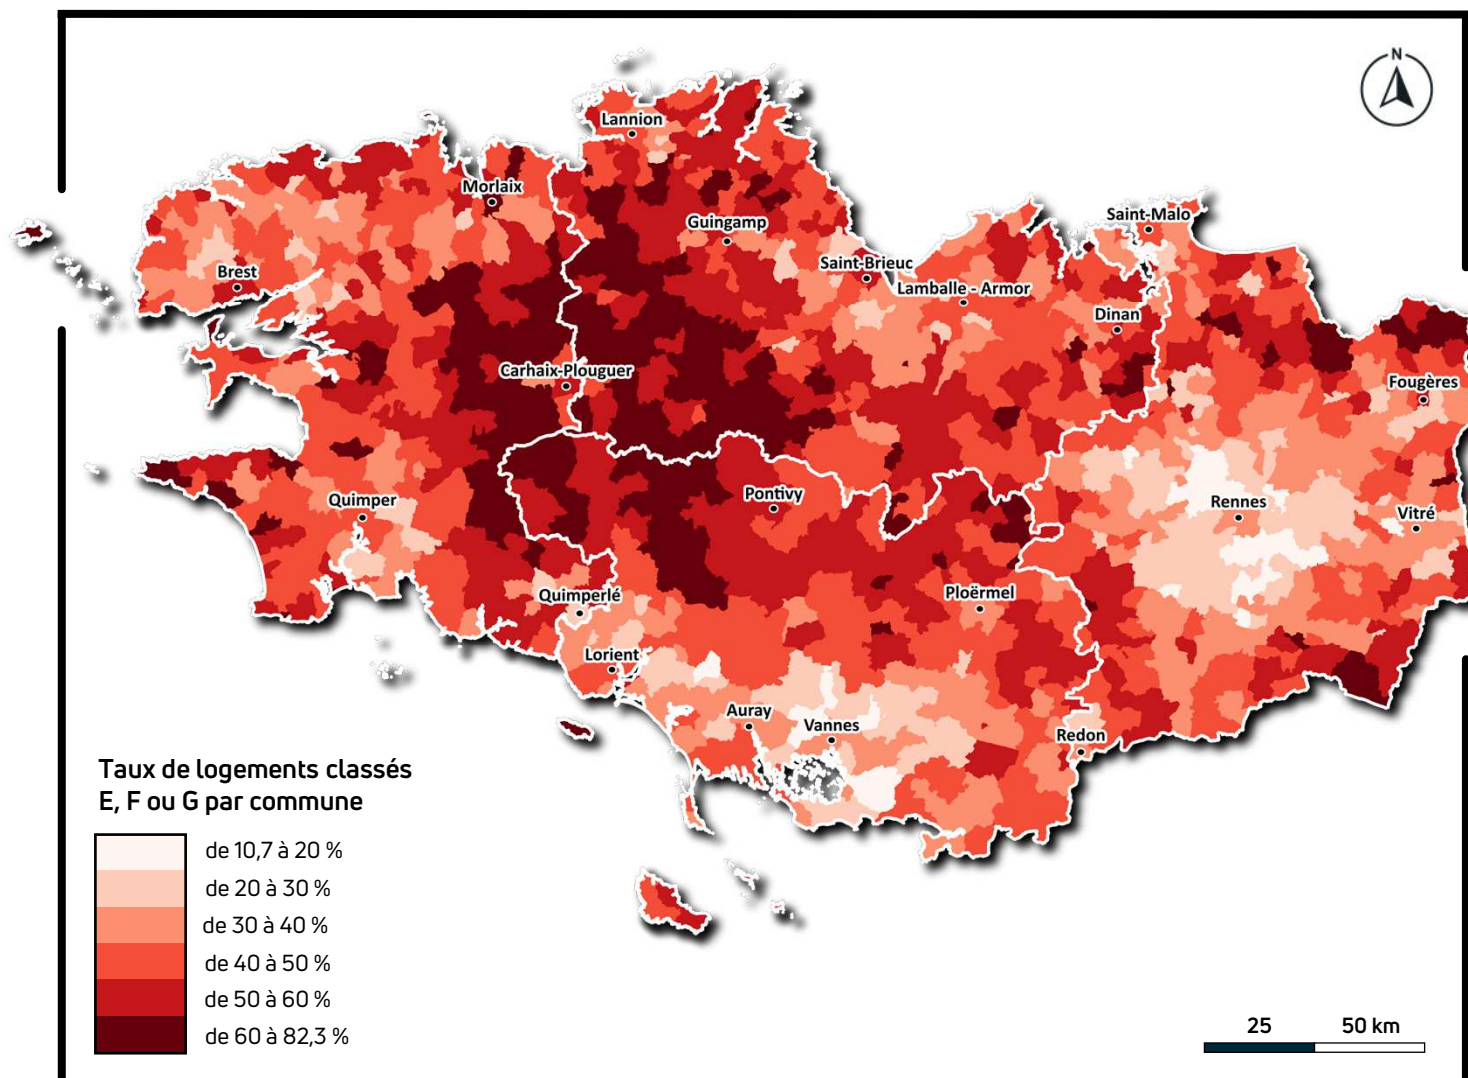 N
Lannion
Morlaix
Saint-Malo
Guingamp
Saint-Brieuc
Brest
Lamballe - Armor
Dinan
Carhaix-Plouguer
Fougères
Quimper
Pontivy
Rennes
Vitré
Quimperlé
Ploërmel
Lorient
Auray
Vannes
Redon
Taux de logements classés
E, F ou G par commune
de 10,7 à 20 %
de 20 à 30 %
de 30 à 40 %
de 40 à 50 %
de 50 à 60 %
de 60 à 82,3 %
25 50 km